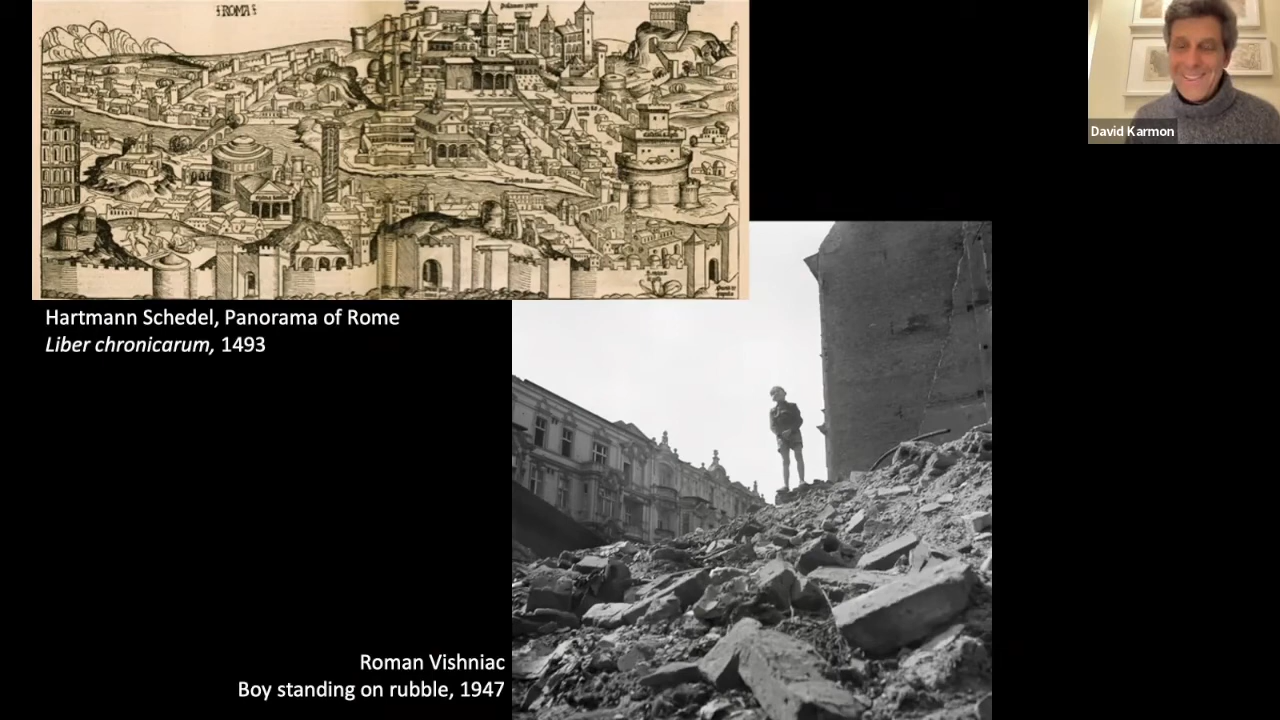 ROMA
David Karmon
Hartmann Schedel, Panorama of Rome
Liber chronicarum, 1493
Roman Vishniac
Boy standing on rubble, 1947